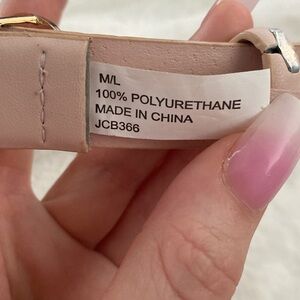 M/L
100% POLYURETHANE
MADE IN CHINA
JCB366